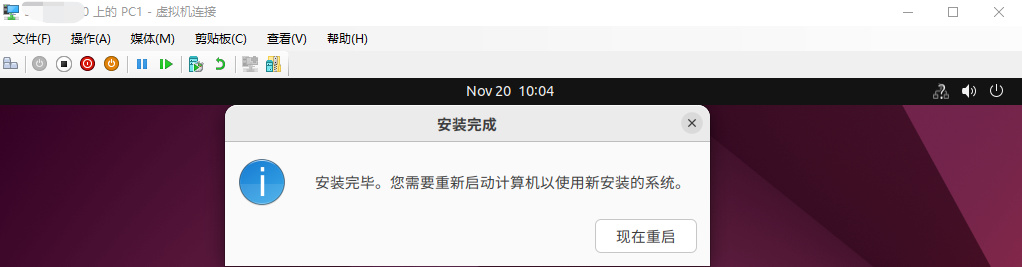 0 上的 PC1 - 虚拟机连接
文件(F) 操作(A) 媒体(M) 剪贴板(C) 查看(V) 帮助(H)
Nov 20 10:04
安装完成
安装完毕。您需要重新启动计算机以使用新安装的系统。
现在重启